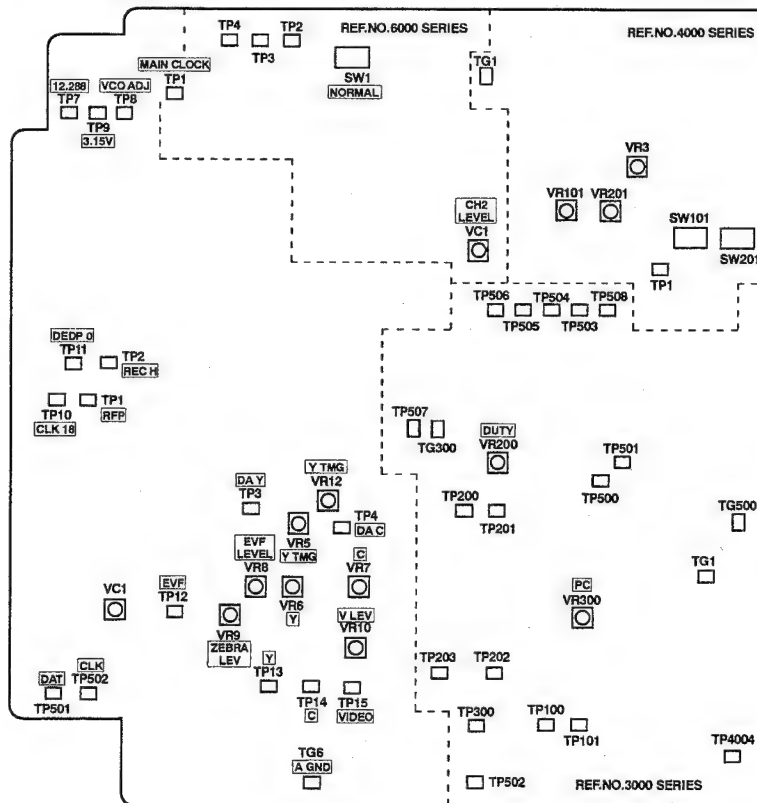 TP4
TP2
TP3
REF.NO.6000 SERIES
REF.NO.4000 SERIES
MAIN CLOCK
TP1
SW1
NORMAL
TG1
12.288
TP7
VCO ADJ
TP8
TP9
3.15V
VR3
VR101
VR201
CH2
LEVEL
VC1
SW101
SW201
TP1
TP506
TP504
TP508
TP505
TP503
DEDP 0
TP11
TP2
REC H
TP10
CLK 18
TP1
RFP
TP507
TG300
DUTY
VR200
TP501
TP500
Y TMG
VR12
DA Y
TP3
TP200
TP201
TG500
TP4
DA C
VR5
Y TMG
EVF
LEVEL
VR8
C
VR7
TG1
VC1
EVF
TP12
VR6
Y
PC
VR300
VR9
ZEBRA
LEV
V LEV
VR10
Y
TP13
TP203
TP202
CLK
TP502
DAT
TP501
TP14
C
TP15
VIDEO
TP300
TP100
TP101
TG6
A GND
TP4004
TP502
REF.NO.3000 SERIES